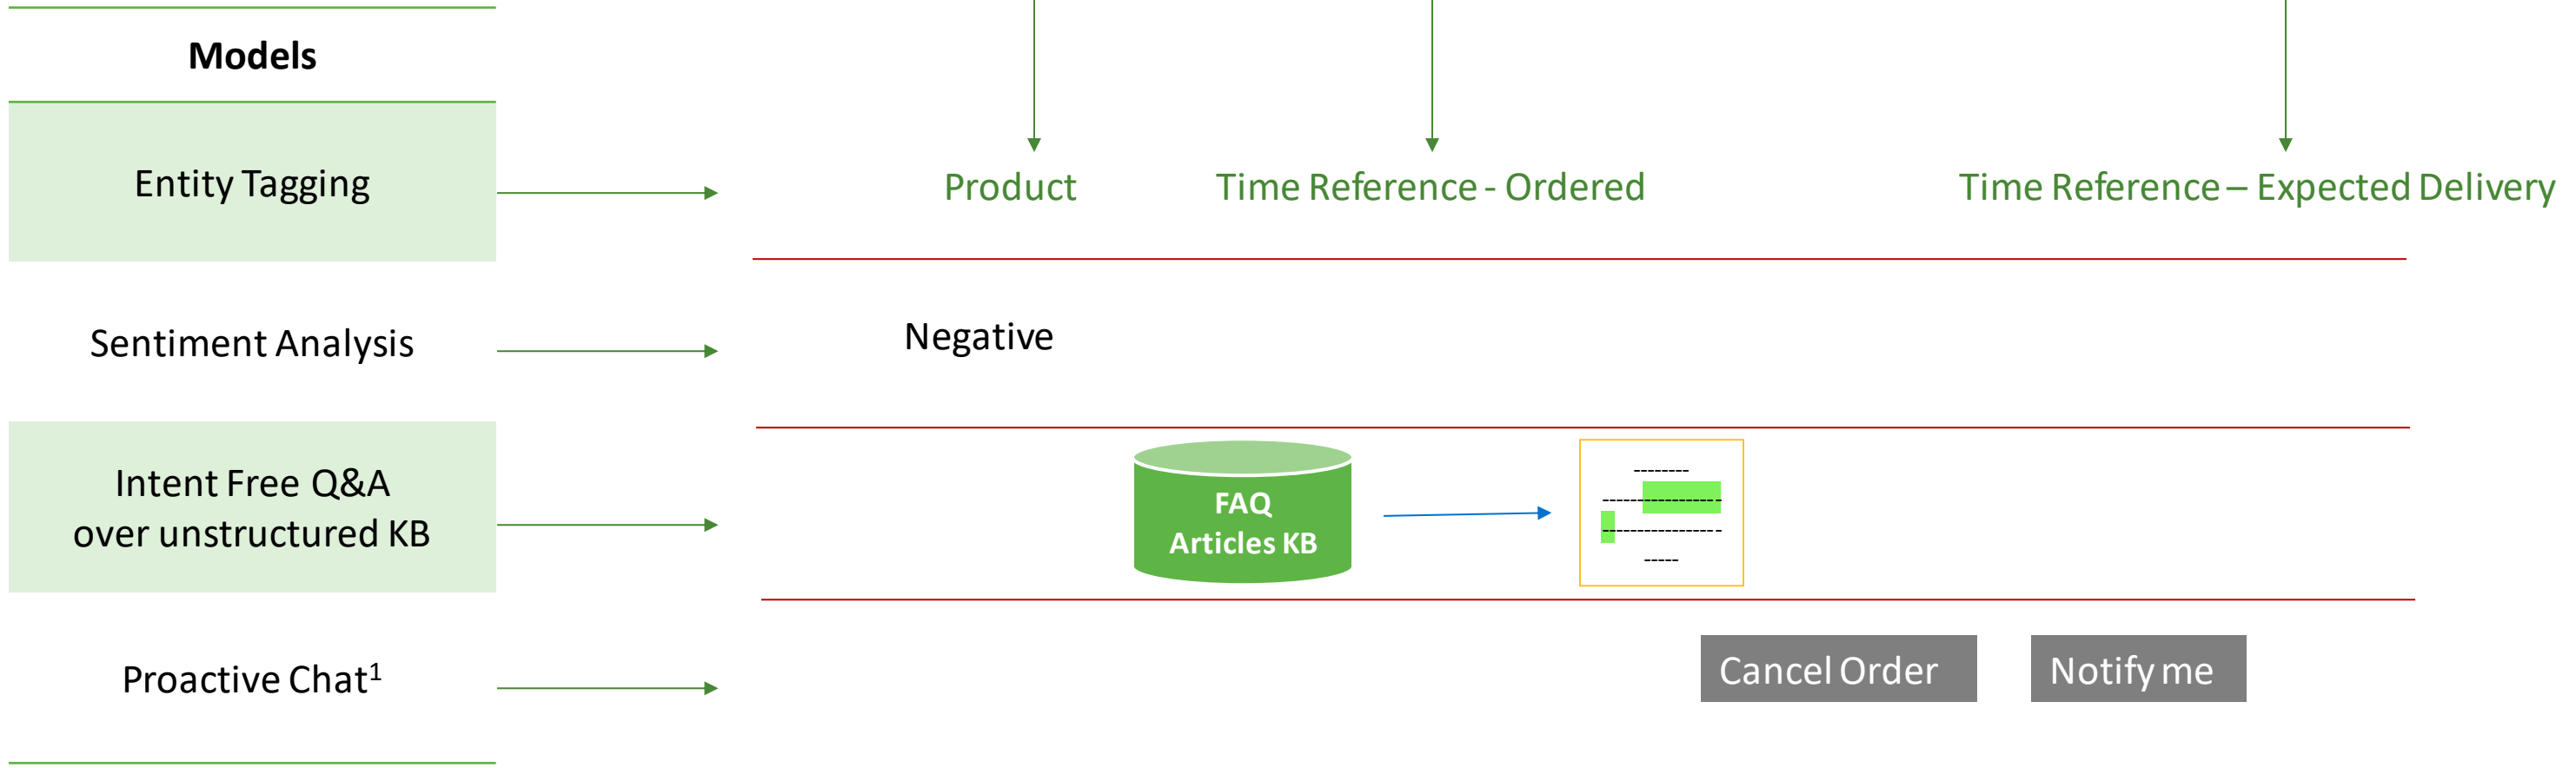 Models
Entity Tagging
Product
Time Reference - Ordered
Time Reference – Expected Delivery
Sentiment Analysis
Negative
Intent Free Q&A
over unstructured KB
FAQ
Articles KB
Proactive Chat¹
Cancel Order
Notify me